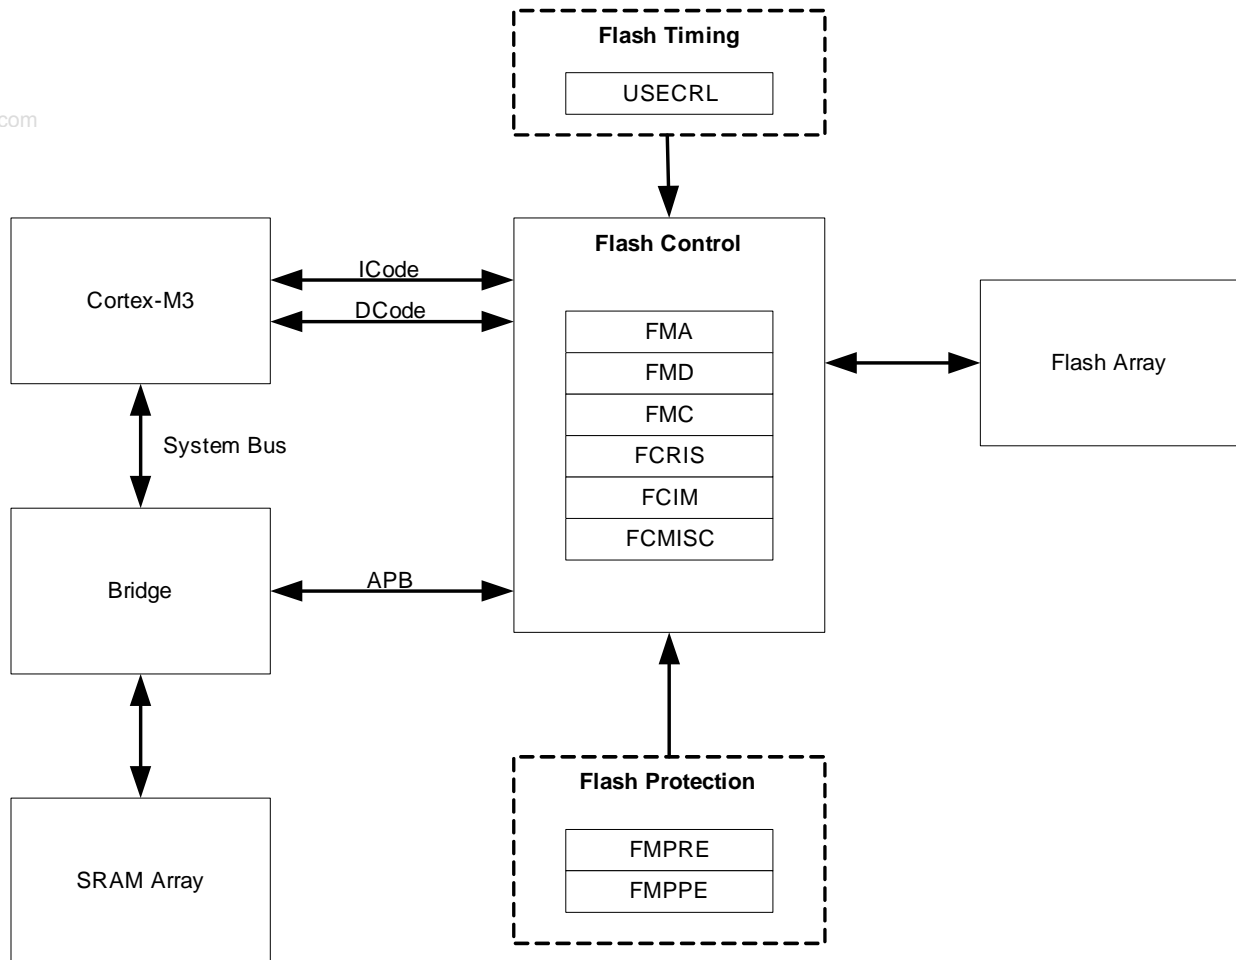 Flash Timing
USECRL
com
Flash Control
ICode
Cortex-M3
DCode
FMA
FMD
Flash Array
FMC
System Bus
FCRIS
FCIM
FCMISC
APB
Bridge
Flash Protection
FMPRE
SRAM Array
FMPPE